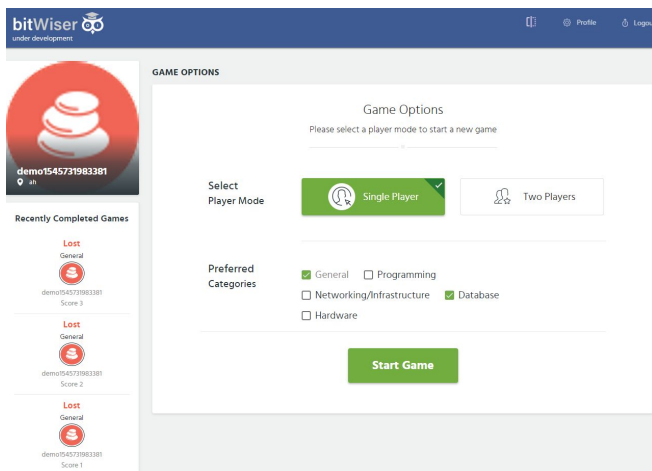 bitWiser
under development
Profile
Logou
demo1545731983381
ah
Recently Completed Games
Lost
General
demo1545731983381
Score 3
Lost
General
demo1545731983381
Score 2
Lost
General
demo1545731983381
Score 1
GAME OPTIONS
Game Options
Please select a player mode to start a new game
Select
Player Mode
Single Player
Two Players
Preferred
Categories
General Programming
Networking/Infrastructure Database
Hardware
Start Game